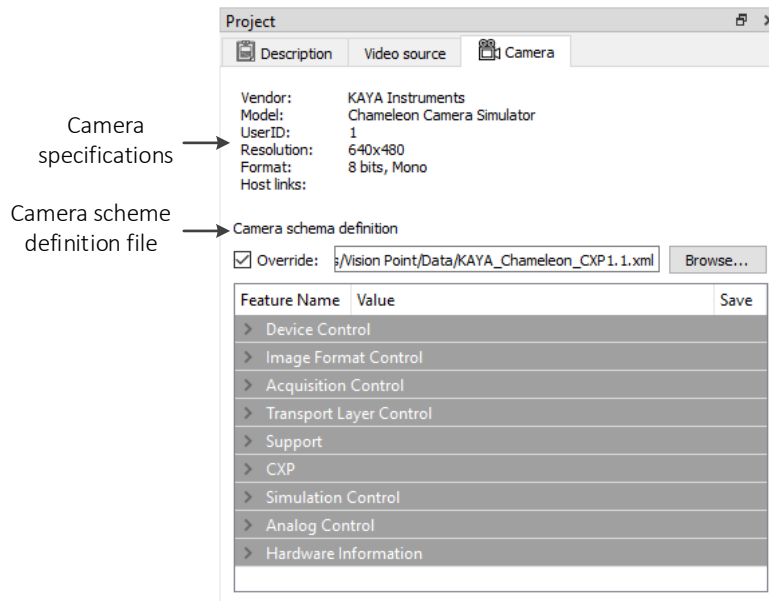 Project
Description Video source Camera
Vendor: KAYA Instruments
Model: Chameleon Camera Simulator
UserID: 1
Resolution: 640x480
Format: 8 bits, Mono
Host links:
Camera
specifications
Camera scheme
definition file
Camera schema definition
Override: s/Vision Point/Data/KAYA_Chameleon_CXP1.1.xml Browse...
Feature Name Value Save
Device Control
Image Format Control
Acquisition Control
Transport Layer Control
Support
CXP
Simulation Control
Analog Control
Hardware Information